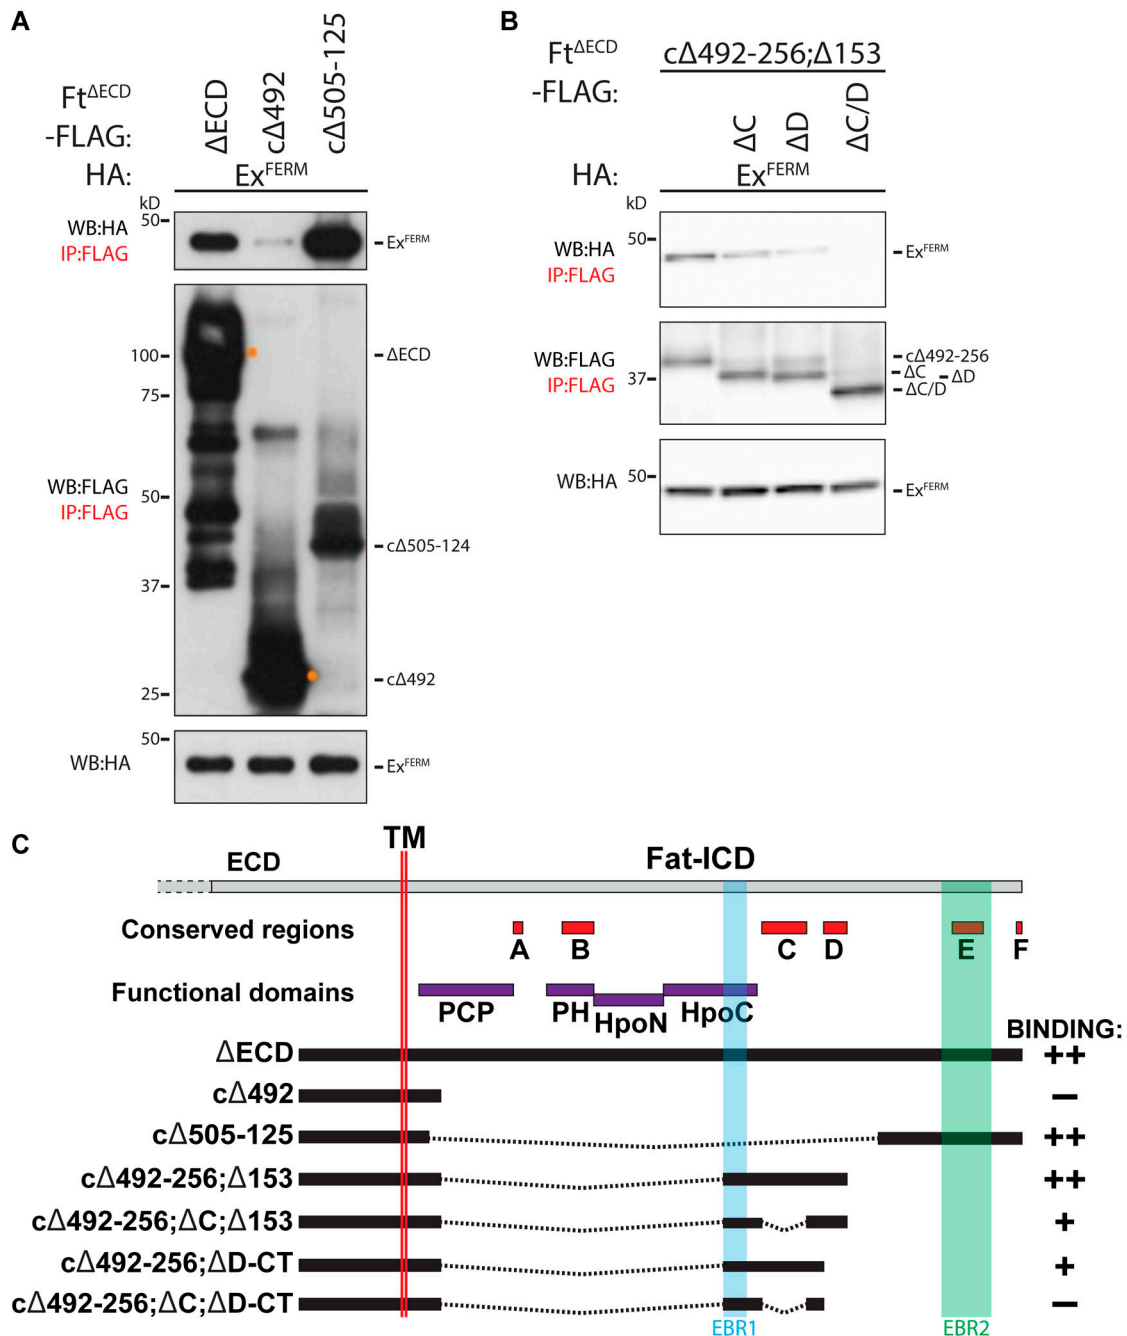 A
Ft^ΔECD
-FLAG:
ΔECD
cΔ492
cΔ505-125
HA: Ex^FERM
kD
50
WB:HA
IP:FLAG
Ex^FERM
100
75
50
37
25
WB:FLAG
IP:FLAG
ΔECD
cΔ505-124
cΔ492
50
WB:HA
Ex^FERM
B
Ft^ΔECD cΔ492-256;Δ153
-FLAG:
ΔC
ΔD
ΔC/D
HA: Ex^FERM
kD
50
WB:HA
IP:FLAG
Ex^FERM
WB:FLAG
IP:FLAG
37
cΔ492-256
ΔC
ΔD
ΔC/D
50
WB:HA
Ex^FERM
C
TM
ECD
Fat-ICD
Conserved regions
A B C D E F
Functional domains
PCP PH HpoN HpoC
BINDING:
ΔECD ++
cΔ492 −
cΔ505-125 ++
cΔ492-256;Δ153 ++
cΔ492-256;ΔC;Δ153 +
cΔ492-256;ΔD-CT +
cΔ492-256;ΔC;ΔD-CT −
EBR1 EBR2